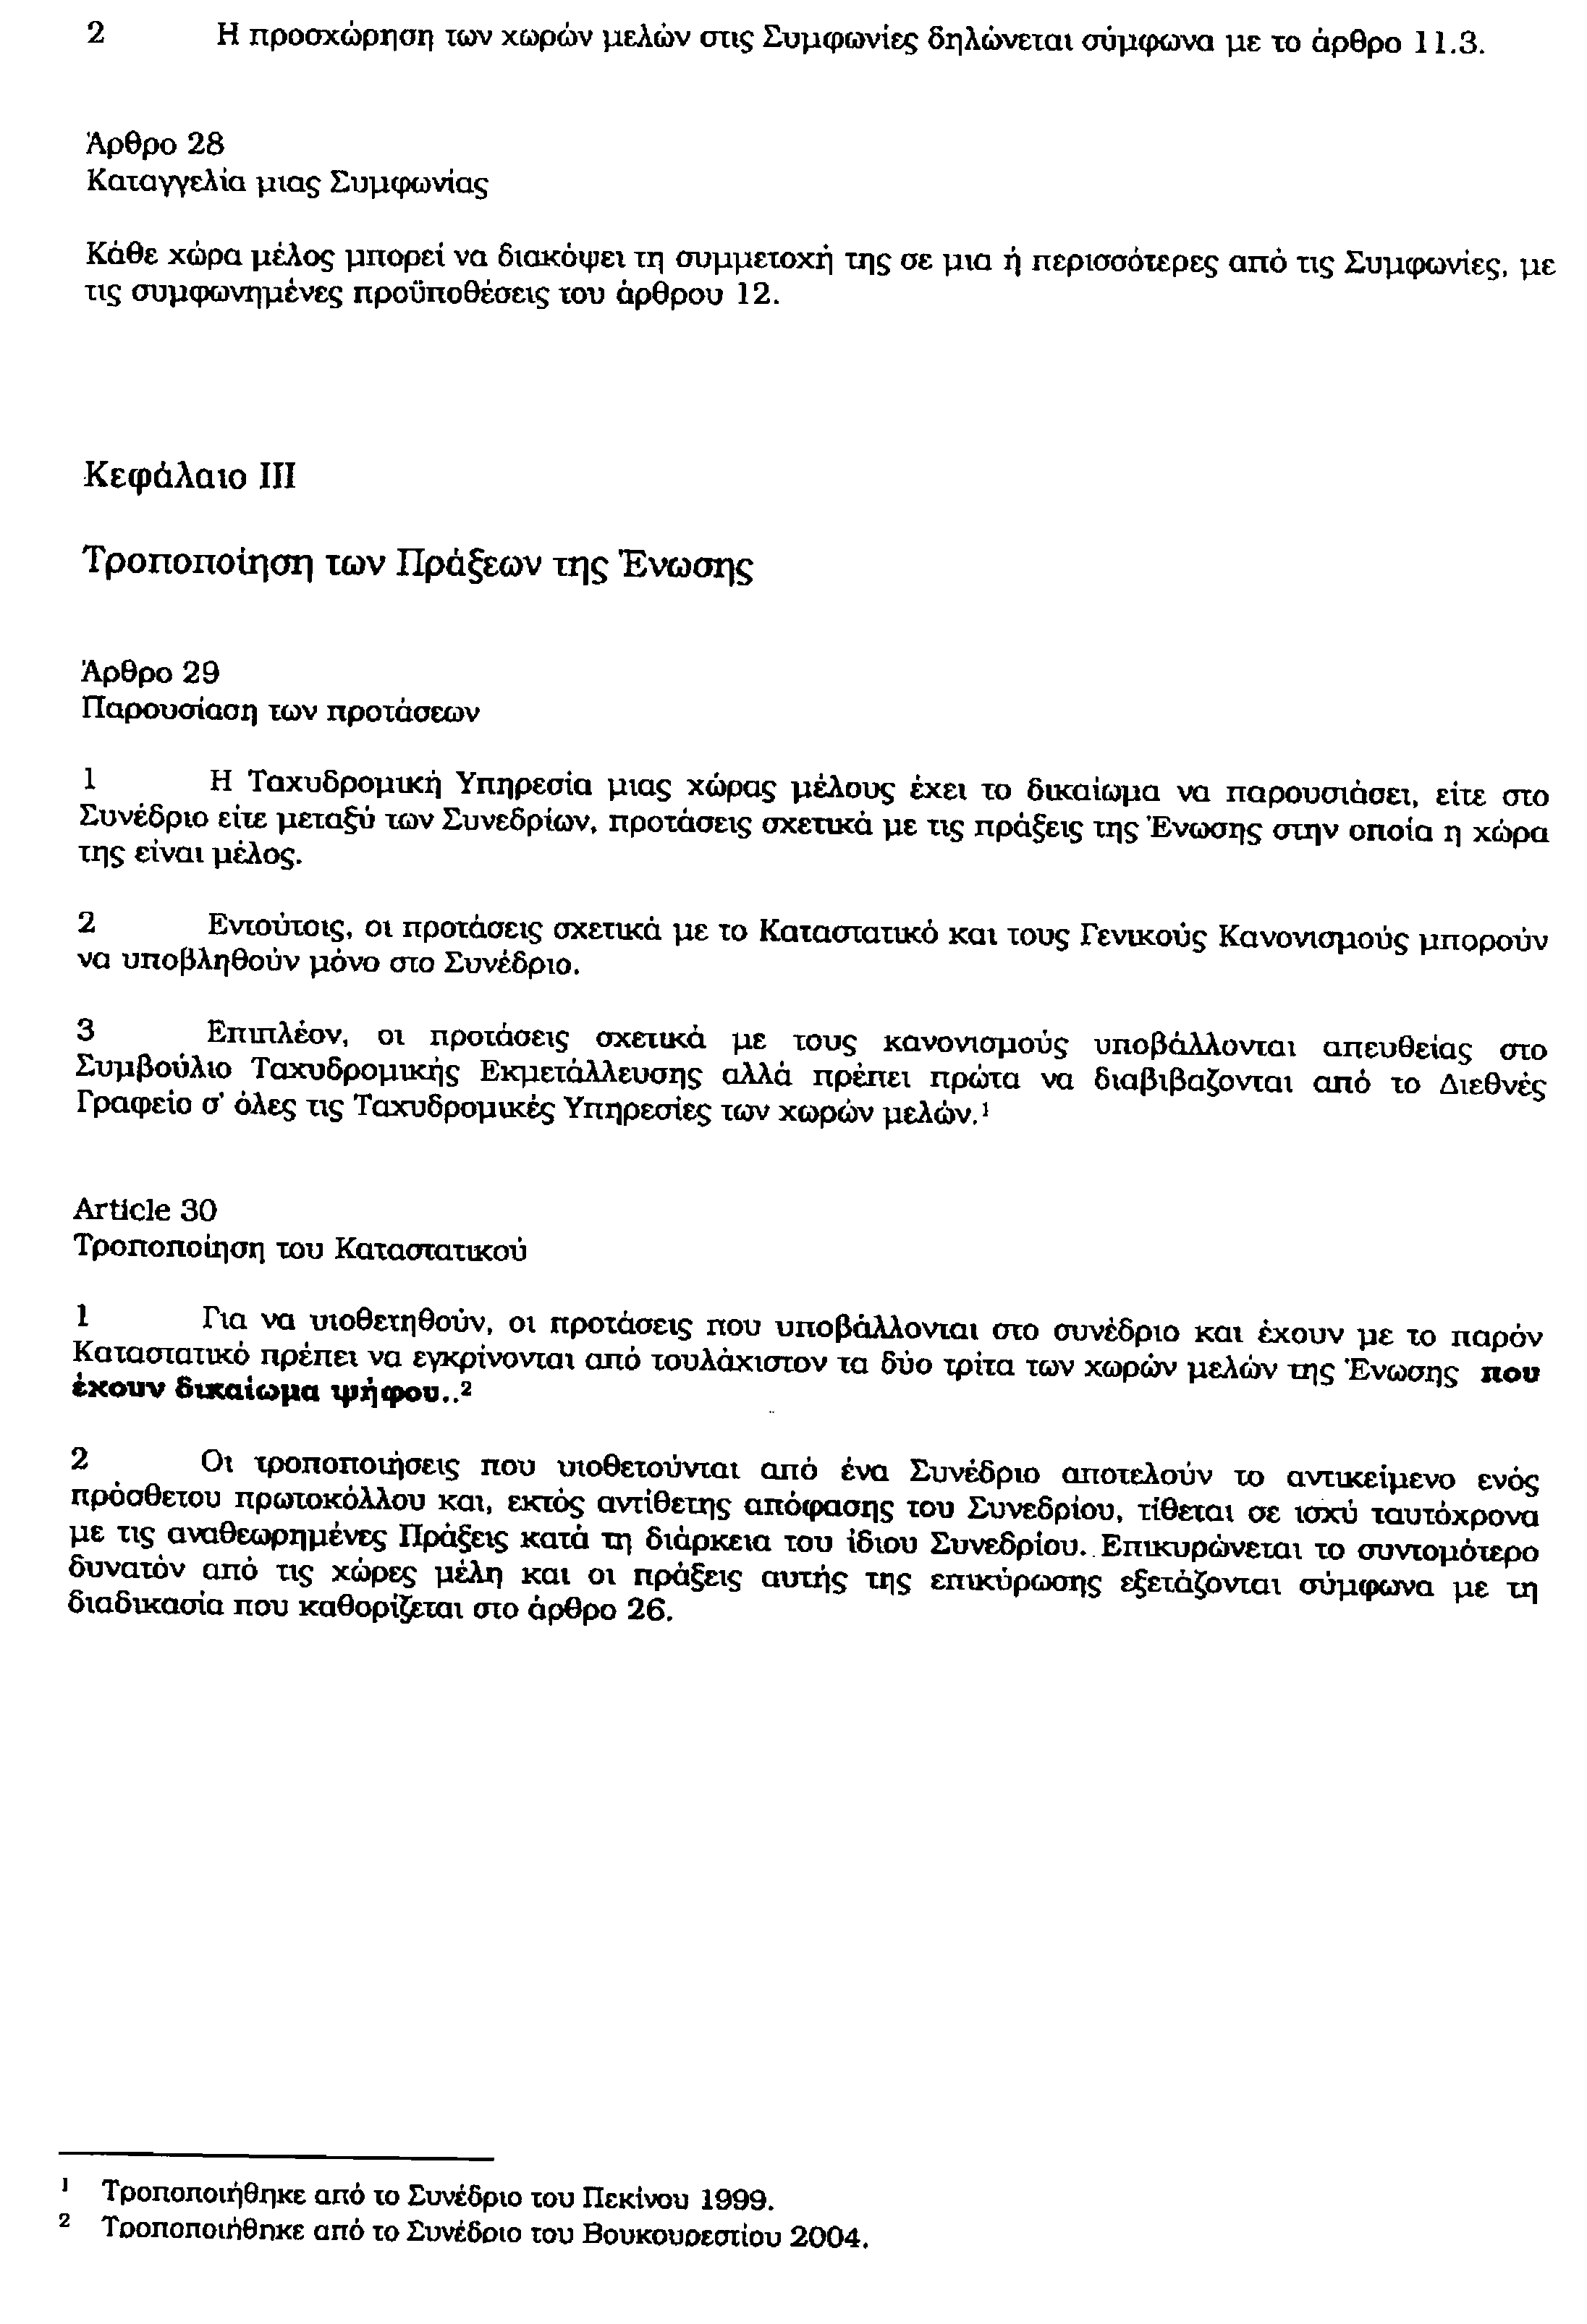 2 Η προσχώρηση των χωρών μελών στις Συμφωνίες δηλώνεται σύμφωνα με το άρθρο 11.3.
Άρθρο 28
Καταγγελία μιας Συμφωνίας
Κάθε χώρα μέλος μπορεί να διακόψει τη συμμετοχή της σε μια ή περισσότερες από τις Συμφωνίες, με
τις συμφωνημένες προϋποθέσεις του άρθρου 12.
Κεφάλαιο ΙΙΙ
Τροποποίηση των Πράξεων της Ένωσης
Άρθρο 29
Παρουσίαση των προτάσεων
1 Η Ταχυδρομική Υπηρεσία μιας χώρας μέλους έχει το δικαίωμα να παρουσιάσει, είτε στο
Συνέδριο είτε μεταξύ των Συνεδρίων, προτάσεις σχετικά με τις πράξεις της Ένωσης στην οποία η χώρα
της είναι μέλος.
2 Εντούτοις, οι προτάσεις σχετικά με το Καταστατικό και τους Γενικούς Κανονισμούς μπορούν
να υποβληθούν μόνο στο Συνέδριο.
3 Επιπλέον, οι προτάσεις σχετικά με τους κανονισμούς υποβάλλονται απευθείας στο
Συμβούλιο Ταχυδρομικής Εκμετάλλευσης αλλά πρέπει πρώτα να διαβιβαζονται από το Διεθνές
Γραφείο σ' όλες τις Ταχυδρομικές Υπηρεσίες των χωρών μελών.¹
Article 30
Τροποποίηση του Καταστατικού
1 Για να υιοθετηθούν, οι προτάσεις που υποβάλλονται στο συνέδριο και έχουν με το παρόν
Καταστατικό πρέπει να εγκρίνονται από τουλάχιστον τα δύο τρίτα των χωρών μελών της Ένωσης που
έχουν δικαίωμα ψήφου..²
2 Οι τροποποιήσεις που υιοθετούνται από ένα Συνέδριο αποτελούν το αντικείμενο ενός
πρόσθετου πρωτοκόλλου και, εκτός αντίθετης απόφασης του Συνεδρίου, τίθεται σε ισχύ ταυτόχρονα
με τις αναθεωρημένες Πράξεις κατά τη διάρκεια του ίδιου Συνεδρίου. Επικυρώνεται το συντομότερο
δυνατόν από τις χώρες μέλη και οι πράξεις αυτής της επικύρωσης εξετάζονται σύμφωνα με τη
διαδικασία που καθορίζεται στο άρθρο 26.
¹ Τροποποιήθηκε από το Συνέδριο του Πεκίνου 1999.
² Τροποποιήθηκε από το Συνέδριο του Βουκουρεστίου 2004.